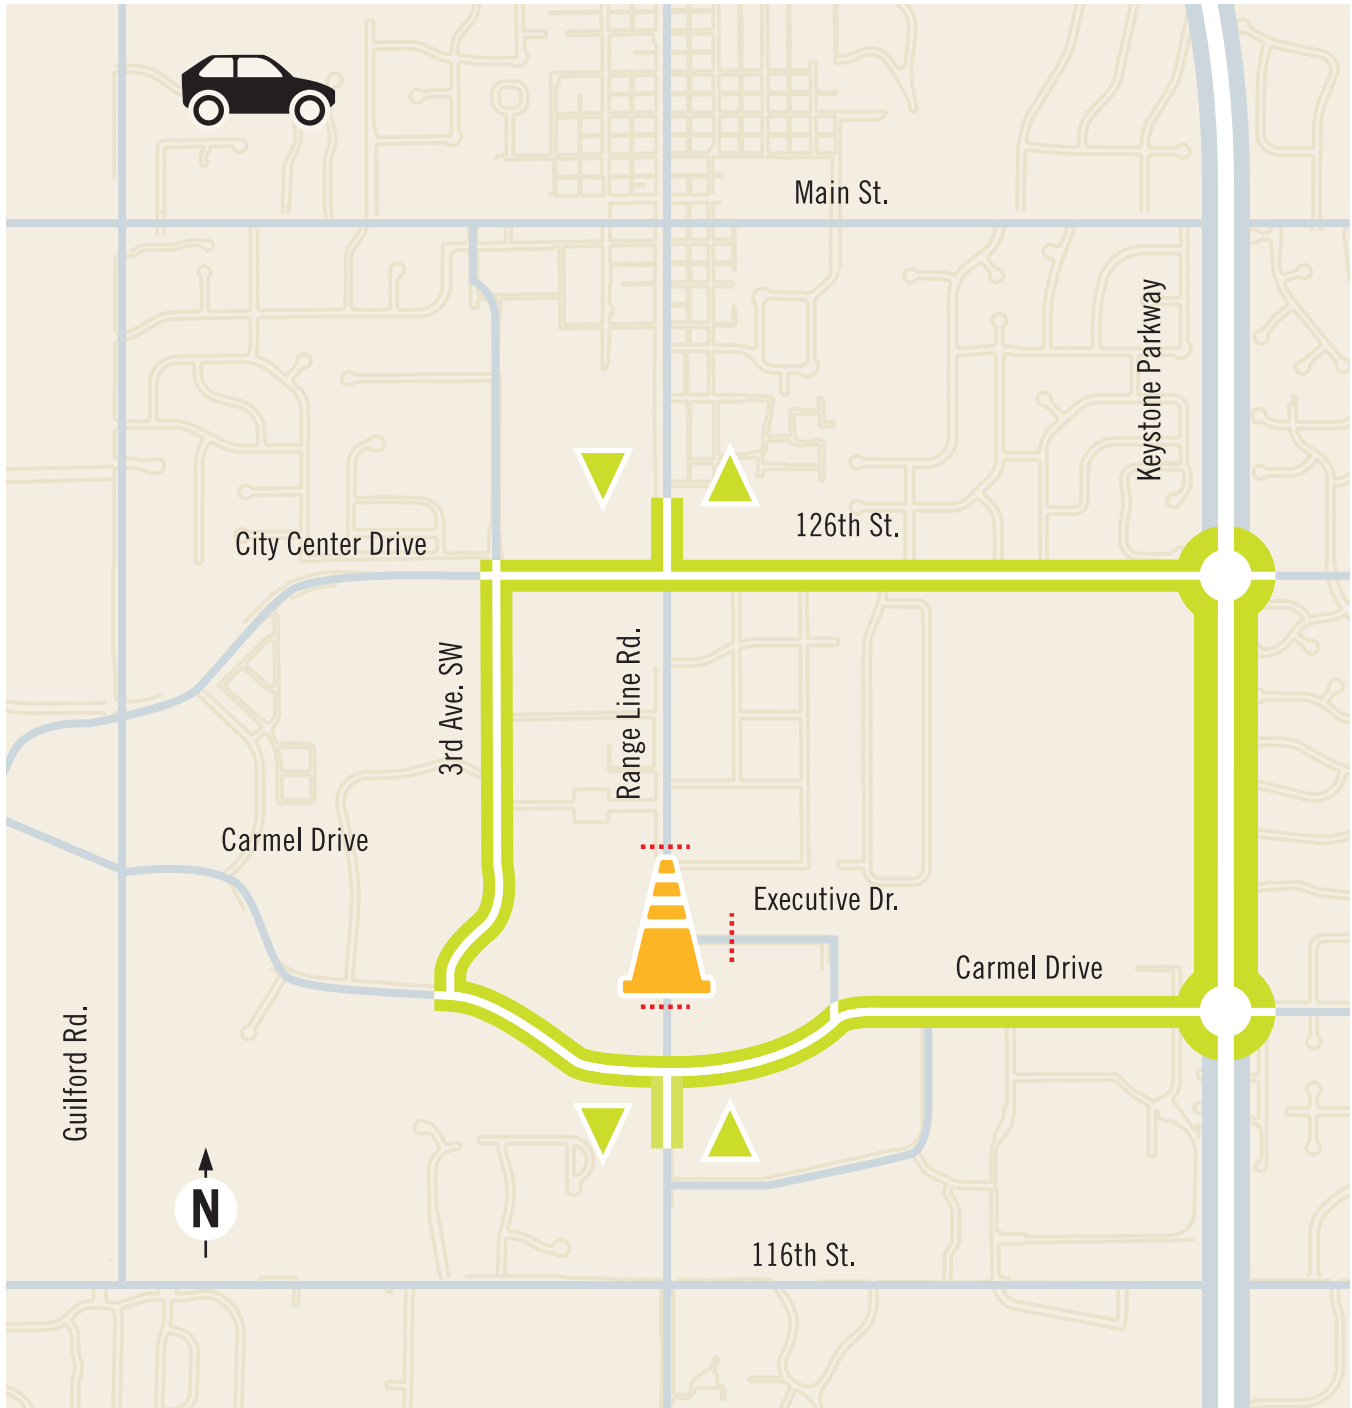 Main St.
Keystone Parkway
126th St.
City Center Drive
3rd Ave. SW
Range Line Rd.
Carmel Drive
Executive Dr.
Carmel Drive
Guilford Rd.
N
116th St.